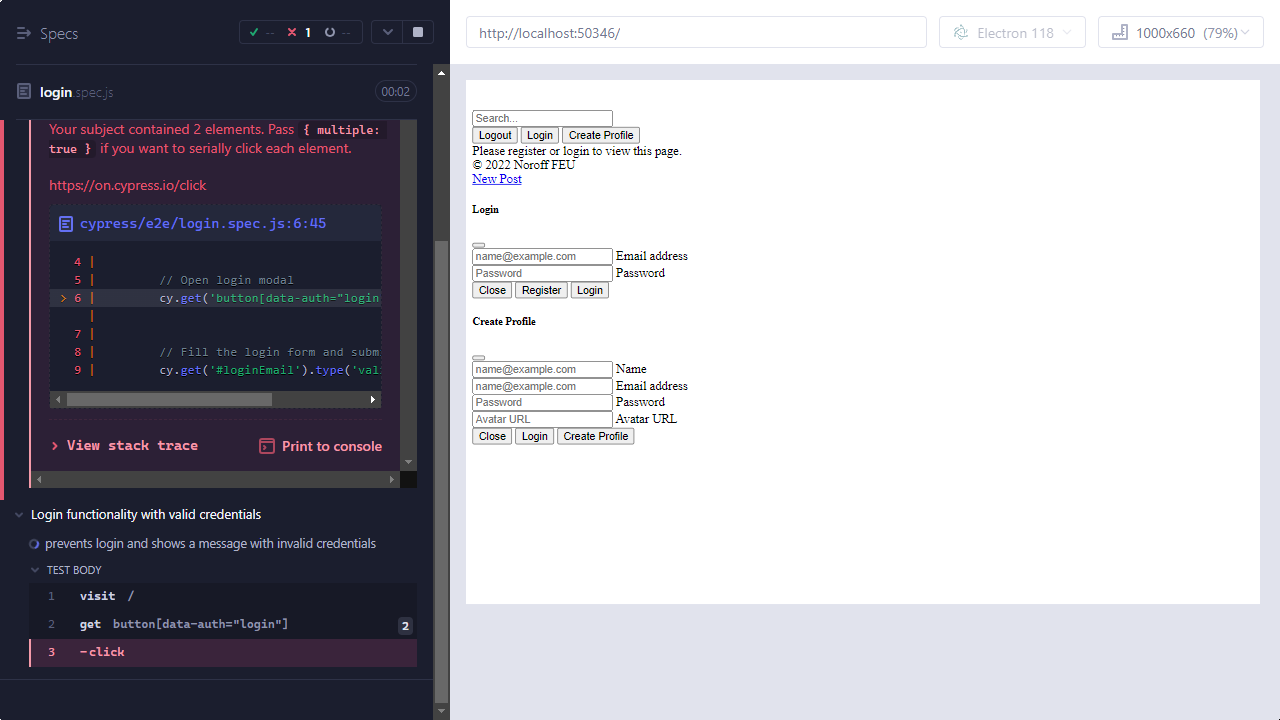 Specs
-- 1 --
login.spec.js
00:02
Your subject contained 2 elements. Pass { multiple:
true } if you want to serially click each element.
https://on.cypress.io/click
cypress/e2e/login.spec.js:6:45
4 |
5 | // Open login modal
> 6 | cy.get('button[data-auth="login
|
7 |
8 | // Fill the login form and submi
9 | cy.get('#loginEmail').type('vali
View stack trace
Print to console
Login functionality with valid credentials
prevents login and shows a message with invalid credentials
TEST BODY
1 visit /
2 get button[data-auth="login"] 2
3 -click
http://localhost:50346/
Electron 118
1000x660 (79%)
Search...
Logout Login Create Profile
Please register or login to view this page.
© 2022 Noroff FEU
New Post
Login
name@example.com Email address
Password Password
Close Register Login
Create Profile
name@example.com Name
name@example.com Email address
Password Password
Avatar URL Avatar URL
Close Login Create Profile